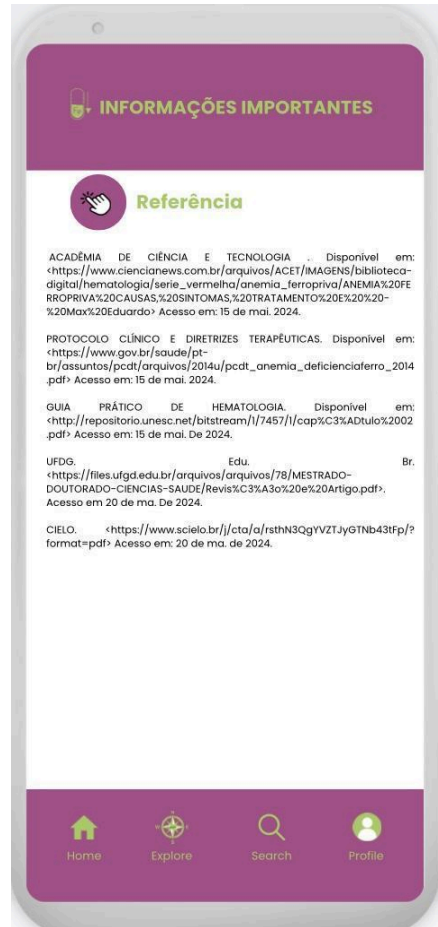 INFORMAÇÕES IMPORTANTES
Referência
ACADÊMIA DE CIÊNCIA E TECNOLOGIA . Disponível em:
<https://www.ciencianews.com.br/arquivos/ACET/IMAGENS/biblioteca-
digital/hematologia/serie_vermelha/anemia_ferropriva/ANEMIA%20FE
RROPRIVA%20CAUSAS,%20SINTOMAS,%20TRATAMENTO%20E%20%20-
%20Max%20Eduardo> Acesso em: 15 de mai. 2024.
PROTOCOLO CLÍNICO E DIRETRIZES TERAPÊUTICAS. Disponível em:
<https://www.gov.br/saude/pt-
br/assuntos/pcdt/arquivos/2014u/pcdt_anemia_deficienciaferro_2014
.pdf> Acesso em: 15 de mai. 2024.
GUIA PRÁTICO DE HEMATOLOGIA. Disponível em:
<http://repositorio.unesc.net/bitstream/1/7457/1/cap%C3%ADtulo%2002
.pdf> Acesso em: 15 de mai. De 2024.
UFDG. Edu. Br.
<https://files.ufgd.edu.br/arquivos/arquivos/78/MESTRADO-
DOUTORADO-CIENCIAS-SAUDE/Revis%C3%A3o%20e%20Artigo.pdf>.
Acesso em 20 de ma. De 2024.
CIELO. <https://www.scielo.br/j/cta/a/rsthN3QgYVZTJyGTNb43tFp/?
format=pdf> Acesso em: 20 de ma. de 2024.
Home Explore Search Profile